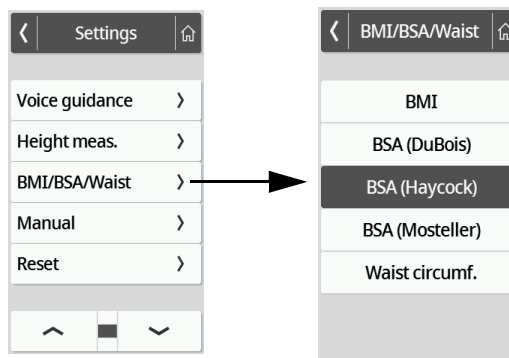 Settings
Voice guidance
Height meas.
BMI/BSA/Waist
Manual
Reset
BMI/BSA/Waist
BMI
BSA (DuBois)
BSA (Haycock)
BSA (Mosteller)
Waist circumf.